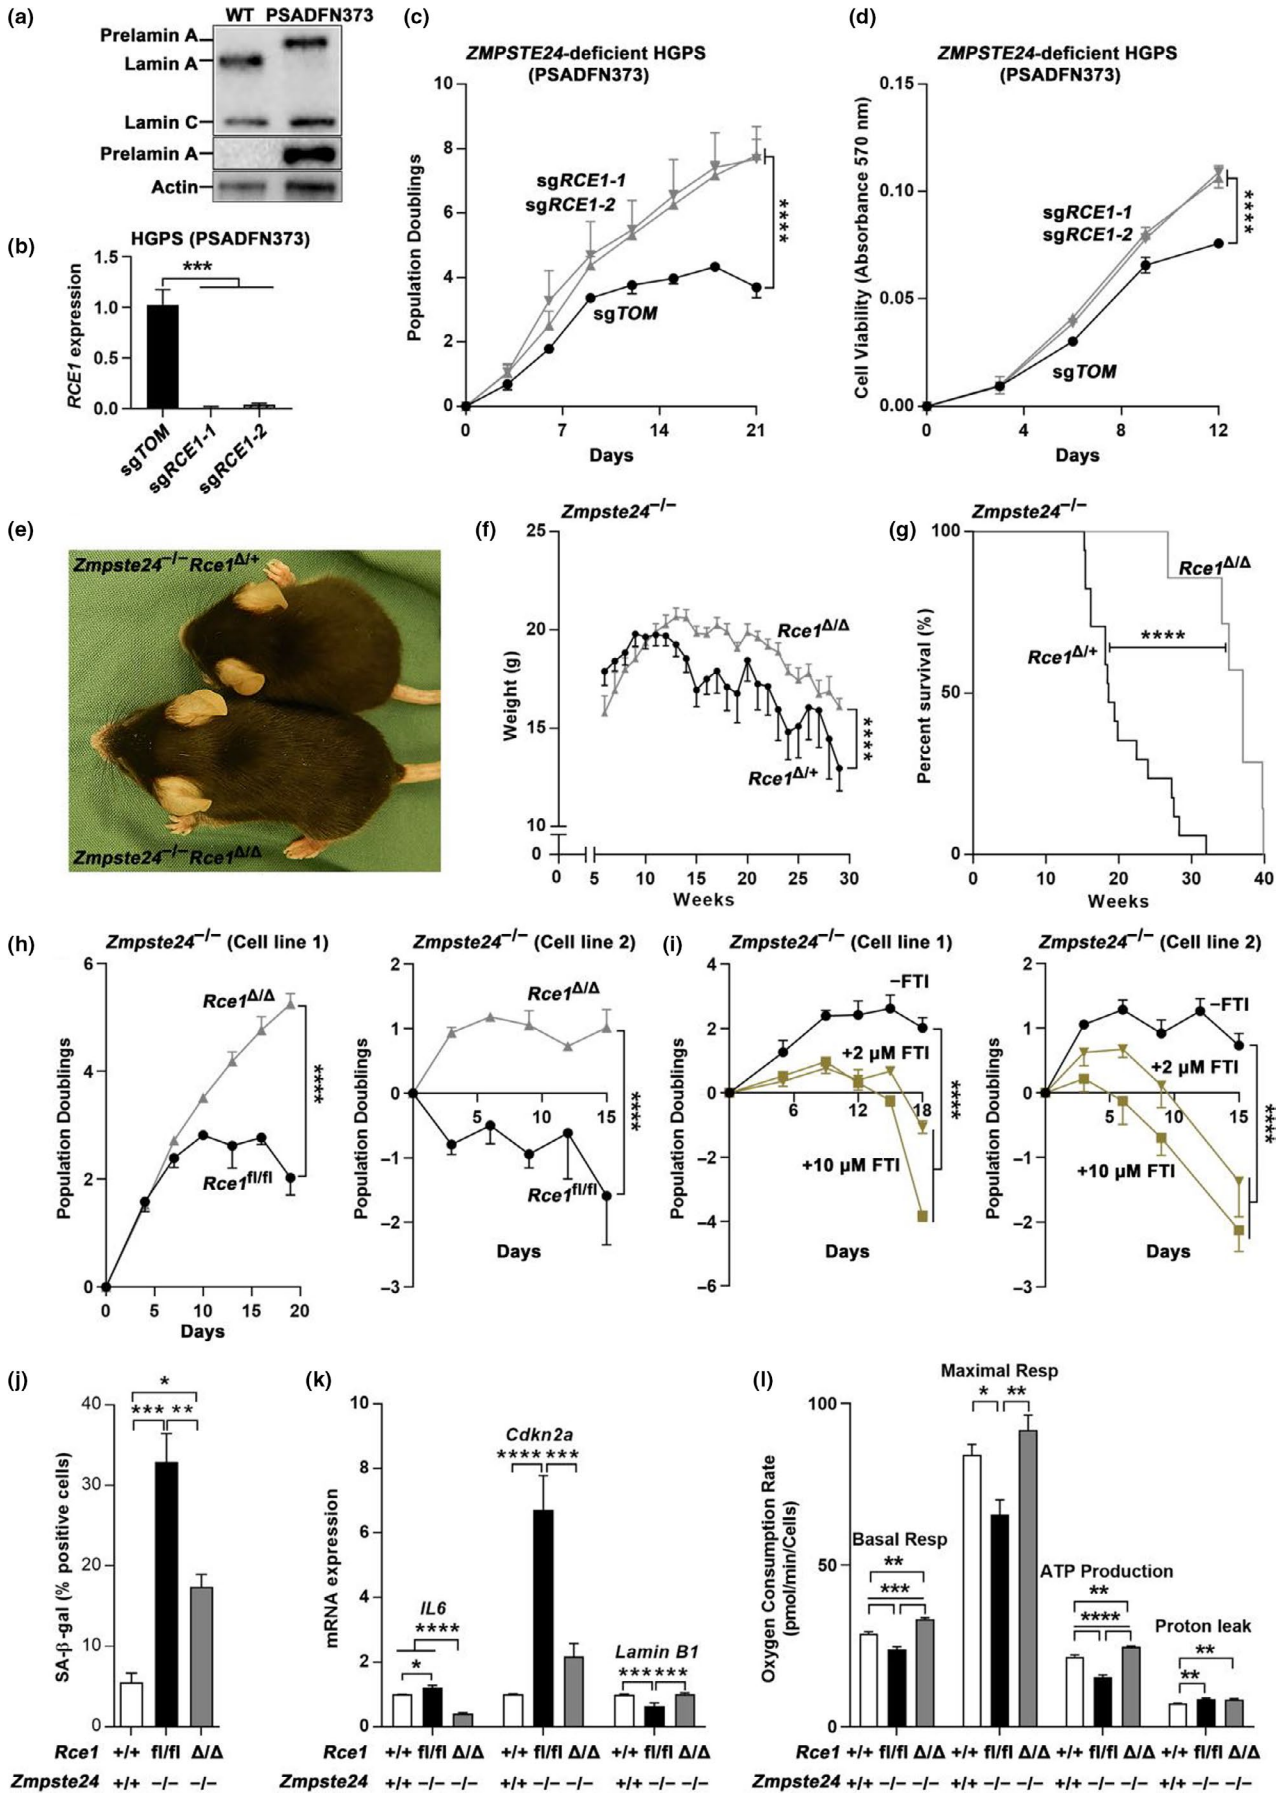 (a)
WT PSADFN373
Prelamin A
Lamin A
Lamin C
Prelamin A
Actin
(b)
HGPS (PSADFN373)
***
RCE1 expression
1.5
1.0
0.5
0.0
sgTOM
sgRCE1-1
sgRCE1-2
(c)
ZMPSTE24-deficient HGPS
(PSADFN373)
Population Doublings
10
8
6
4
2
0
sgRCE1-1
sgRCE1-2
sgTOM
****
0 7 14 21
Days
(d)
ZMPSTE24-deficient HGPS
(PSADFN373)
Cell Viability (Absorbance 570 nm)
0.15
0.10
0.05
0.00
sgRCE1-1
sgRCE1-2
sgTOM
****
0 4 8 12
Days
(e)
Zmpste24−/−Rce1Δ/+
Zmpste24−/−Rce1Δ/Δ
(f)
Zmpste24−/−
Weight (g)
25
20
15
10
0
Rce1Δ/Δ
Rce1Δ/+
****
0 5 10 15 20 25 30
Weeks
(g)
Zmpste24−/−
Percent survival (%)
100
50
0
Rce1Δ/Δ
****
Rce1Δ/+
0 10 20 30 40
Weeks
(h)
Zmpste24−/− (Cell line 1)
Population Doublings
6
4
2
0
Rce1Δ/Δ
Rce1fl/fl
****
0 5 10 15 20
Days
Zmpste24−/− (Cell line 2)
Population Doublings
2
1
0
−1
−2
−3
Rce1Δ/Δ
5 10 15
Rce1fl/fl
****
Days
(i)
Zmpste24−/− (Cell line 1)
Population Doublings
4
2
0
−2
−4
−6
−FTI
+2 µM FTI
6 12 18
+10 µM FTI
****
Days
Zmpste24−/− (Cell line 2)
Population Doublings
2
1
0
−1
−2
−3
−FTI
+2 µM FTI
5 10 15
+10 µM FTI
****
Days
(j)
SA-β-gal (% positive cells)
40
30
20
10
0
*
*** **
Rce1 +/+ fl/fl Δ/Δ
Zmpste24 +/+ −/− −/−
(k)
mRNA expression
10
8
6
4
2
0
IL6
****
*
Cdkn2a
**** ***
Lamin B1
*** ***
Rce1 +/+ fl/fl Δ/Δ +/+ fl/fl Δ/Δ +/+ fl/fl Δ/Δ
Zmpste24 +/+ −/− −/− +/+ −/− −/− +/+ −/− −/−
(l)
Oxygen Consumption Rate
(pmol/min/Cells)
100
50
0
Basal Resp
**
***
Maximal Resp
* **
ATP Production
**
****
Proton leak
**
**
Rce1 +/+ fl/fl Δ/Δ +/+ fl/fl Δ/Δ +/+ fl/fl Δ/Δ +/+ fl/fl Δ/Δ
Zmpste24 +/+ −/− −/− +/+ −/− −/− +/+ −/− −/− +/+ −/− −/−